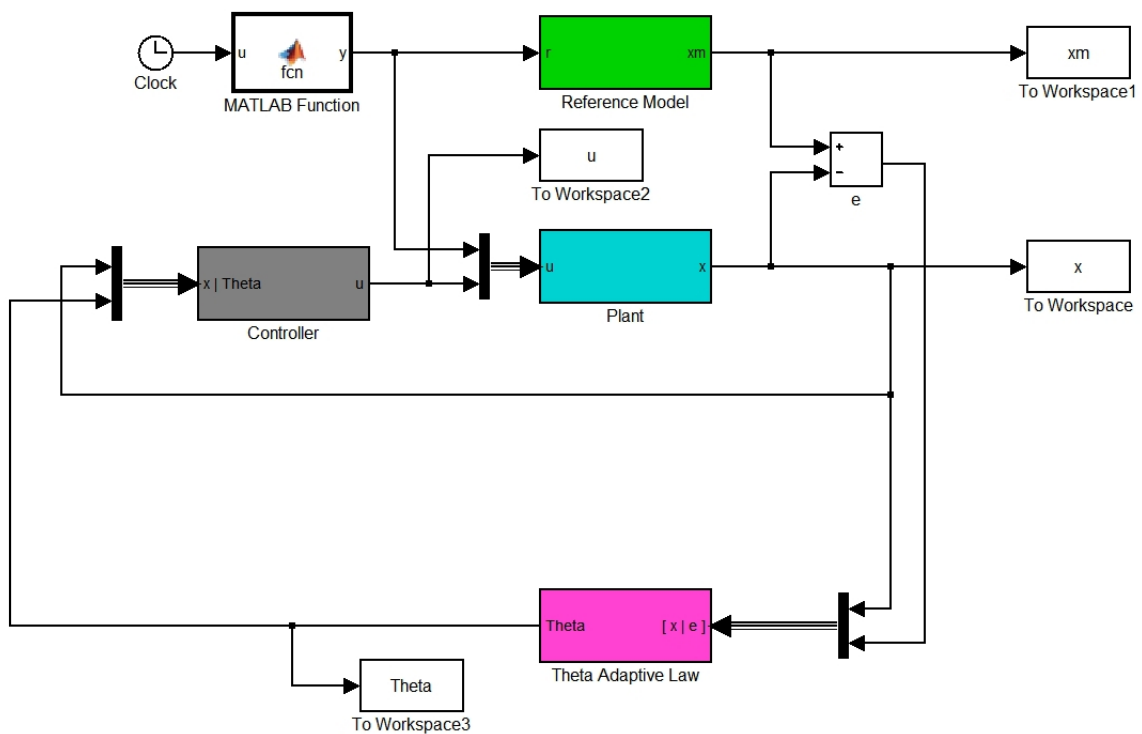 u
fcn
y
MATLAB Function
Clock
r
xm
Reference Model
xm
To Workspace1
u
To Workspace2
+
−
e
x | Theta
u
Controller
u
x
Plant
x
To Workspace
Theta
[ x | e ]
Theta Adaptive Law
Theta
To Workspace3